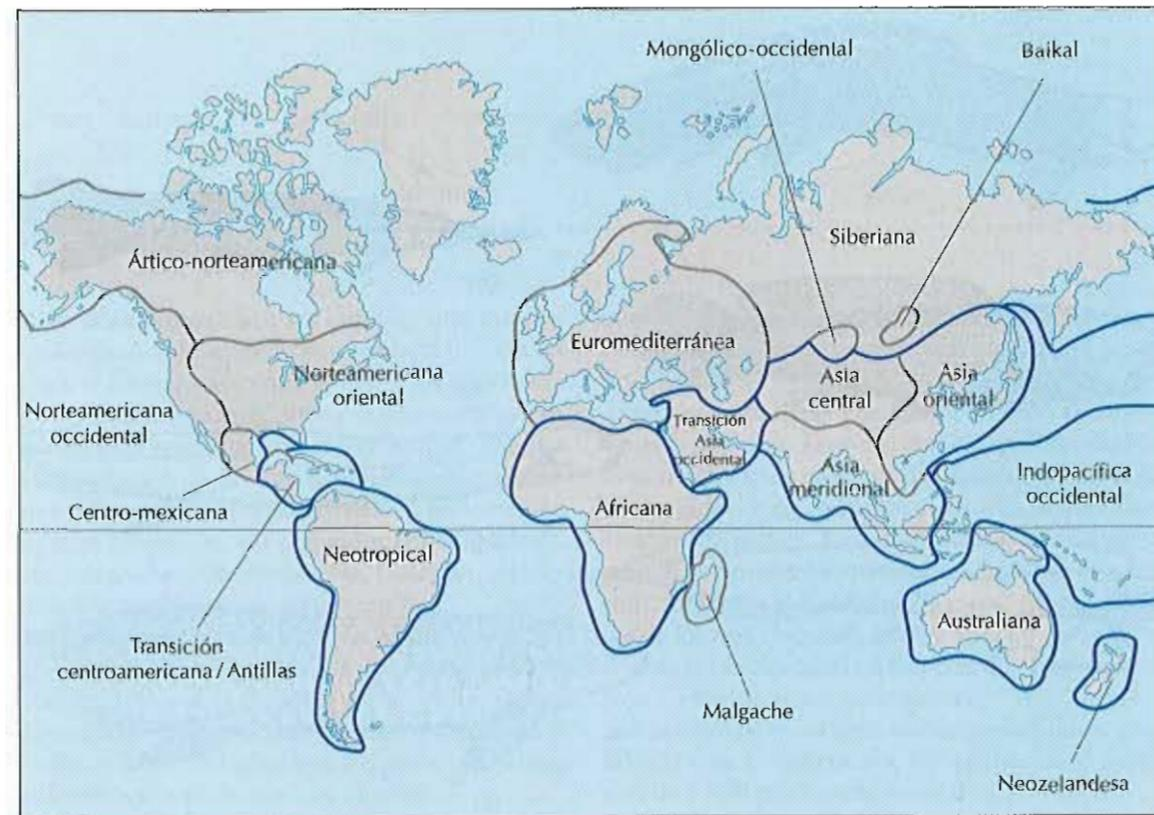 Mongólico-occidental
Baikal
Siberiana
Ártico-norteamericana
Euromediterránea
Norteamericana
oriental
Asia
central
Asia
oriental
Norteamericana
occidental
Transición
Asia
occidental
Asia
meridional
Indopacífica
occidental
Centro-mexicana
Africana
Neotropical
Australiana
Transición
centroamericana / Antillas
Malgache
Neozelandesa